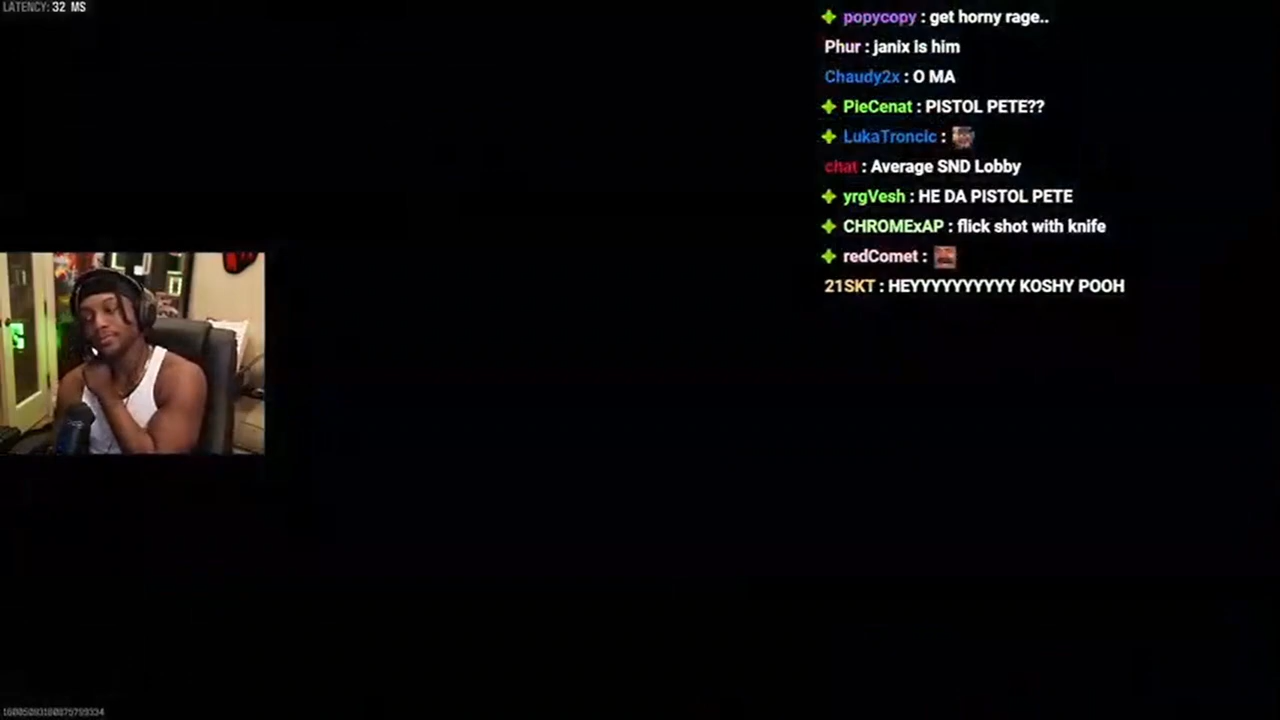 LATENCY: 32 MS
popycopy : get horny rage..
Phur : janix is him
Chaudy2x : O MA
PieCenat : PISTOL PETE??
LukaTroncic :
chat : Average SND Lobby
yrgVesh : HE DA PISTOL PETE
CHROMExAP : flick shot with knife
redComet :
21SKT : HEYYYYYYYYYY KOSHY POOH